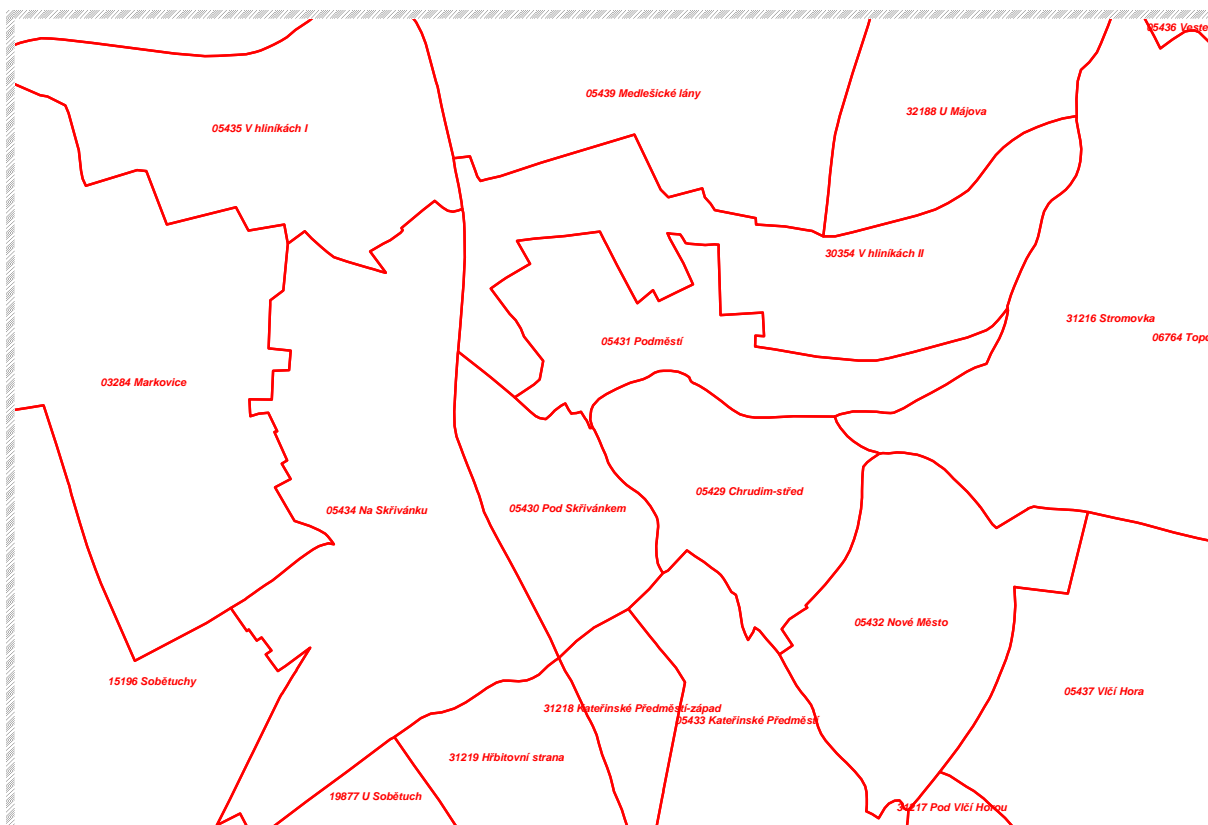 05436 Veste
05439 Medlešické lány
32188 U Májova
05435 V hliníkách I
30354 V hliníkách II
31216 Stromovka
06764 Topo
05431 Podměstí
03284 Markovice
05429 Chrudim-střed
05434 Na Skřivánku
05430 Pod Skřivánkem
05432 Nové Město
15196 Sobětuchy
05437 Vlčí Hora
31218 Kateřinské Předměstí-západ
05433 Kateřinské Předměstí
31219 Hřbitovní strana
19877 U Sobětuch
31217 Pod Vlčí Horou